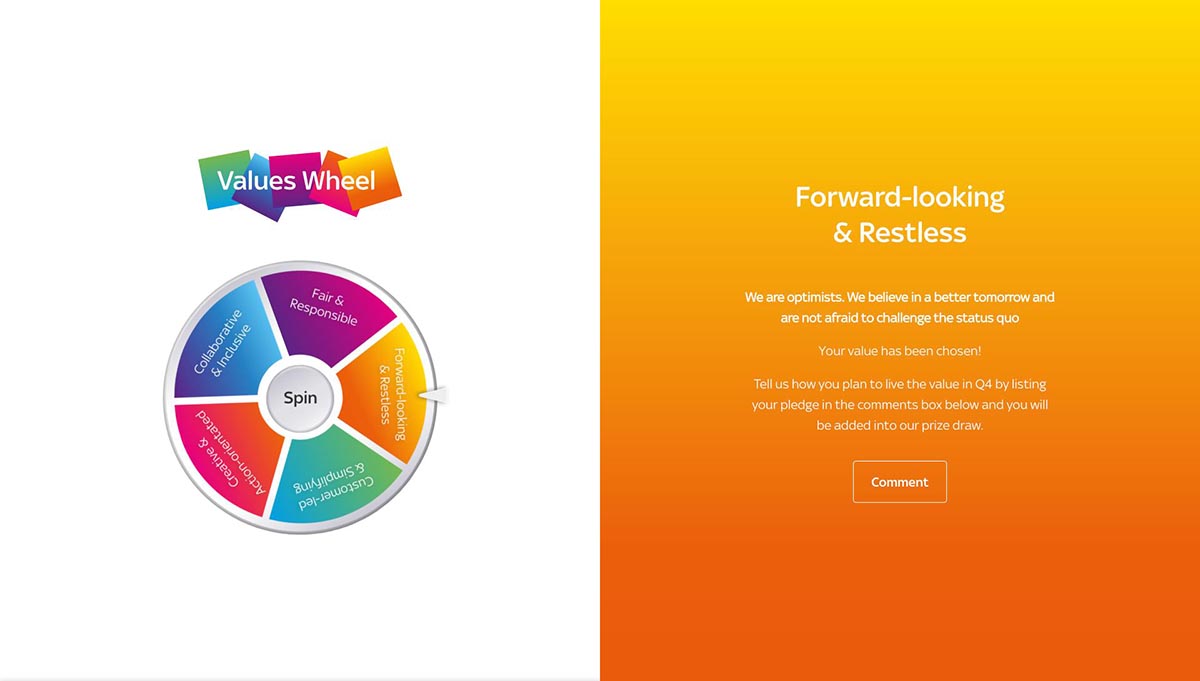 Values Wheel
Fair &
Responsible
Forward-looking
& Restless
Customer-led
& Simplifying
Creative &
Action-orientated
Collaborative
& Inclusive
Spin
Forward-looking
& Restless
We are optimists. We believe in a better tomorrow and
are not afraid to challenge the status quo
Your value has been chosen!
Tell us how you plan to live the value in Q4 by listing
your pledge in the comments box below and you will
be added into our prize draw.
Comment